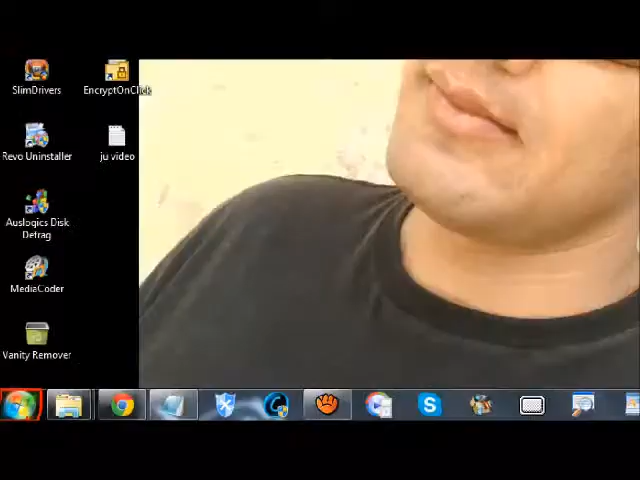 SlimDrivers
EncryptOnClick
Revo Uninstaller
ju video
Auslogics Disk
Defrag
MediaCoder
Vanity Remover